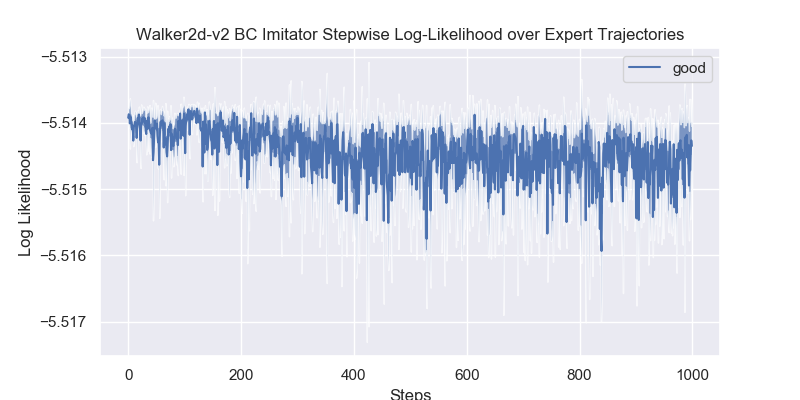 Walker2d-v2 BC Imitator Stepwise Log-Likelihood over Expert Trajectories
good
Log Likelihood
−5.513
−5.514
−5.515
−5.516
−5.517
0 200 400 600 800 1000
Steps